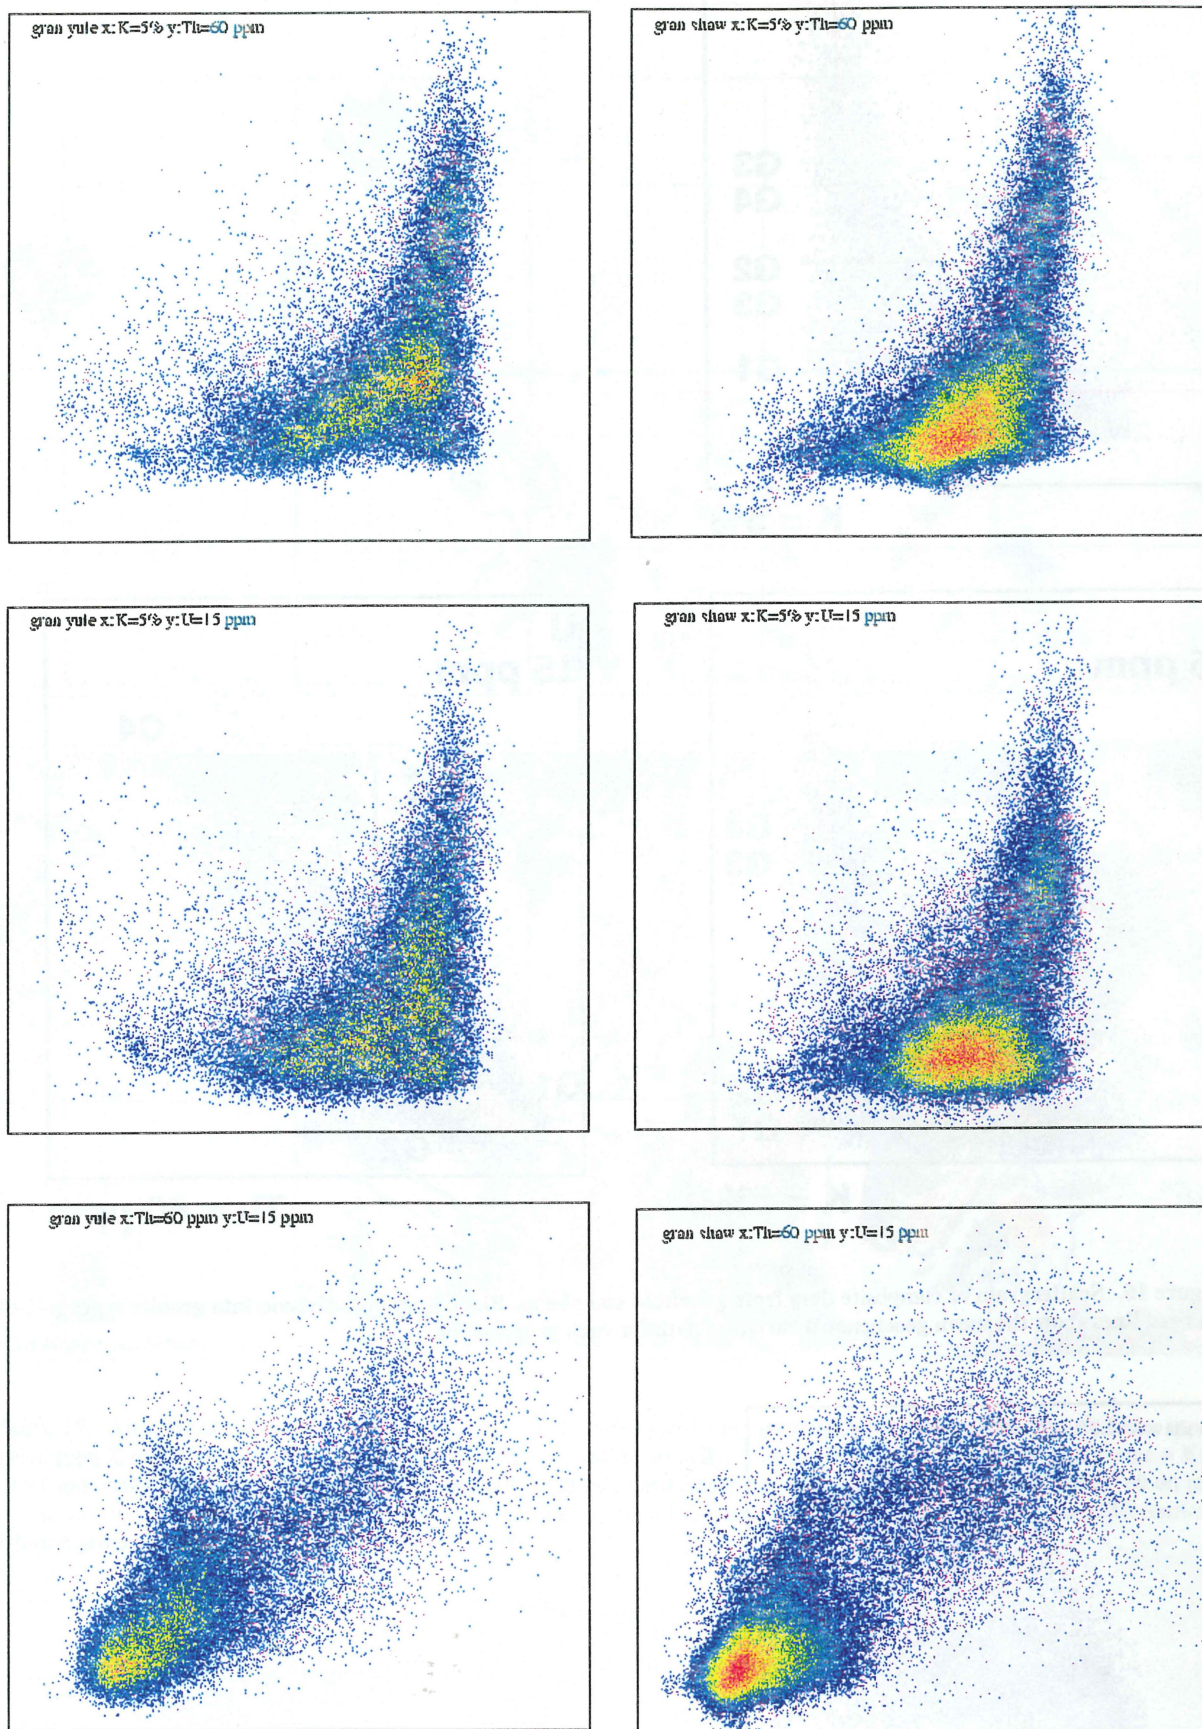 gran yule x:K=5% y:Th=60 ppm
gran shaw x:K=5% y:Th=60 ppm
gran yule x:K=5% y:U=15 ppm
gran shaw x:K=5% y:U=15 ppm
gran yule x:Th=60 ppm y:U=15 ppm
gran shaw x:Th=60 ppm y:U=15 ppm